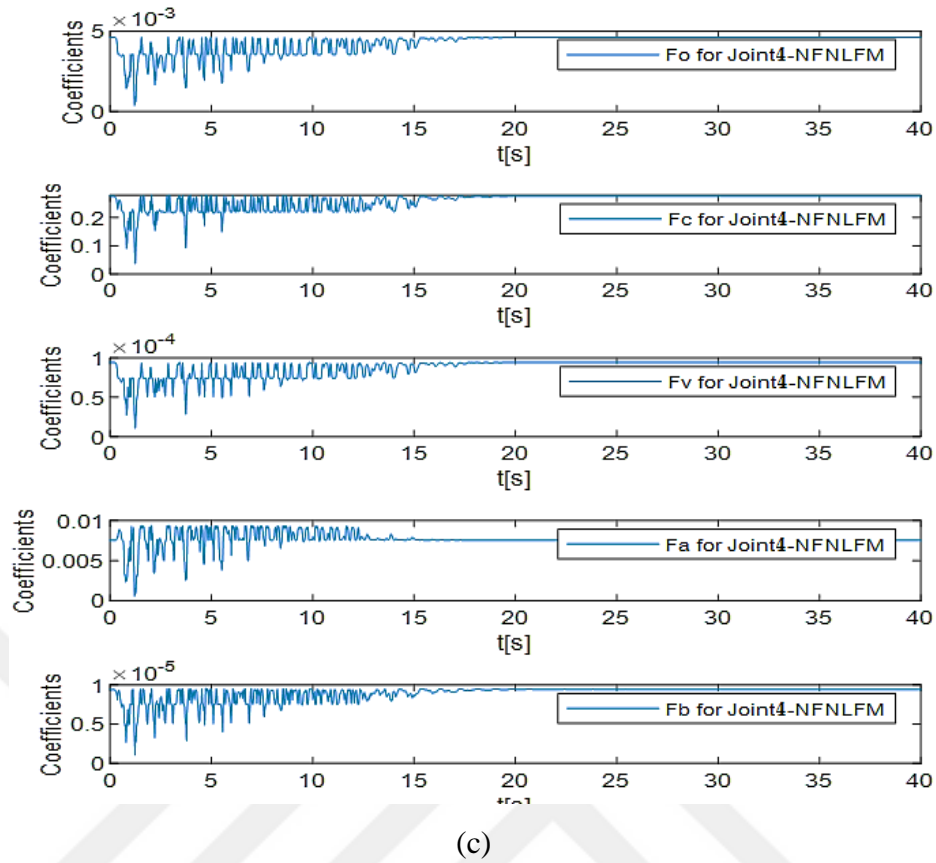 × 10-3
5
0
Coefficients
Fo for Joint4-NFNLFM
0 5 10 15 20 25 30 35 40
t[s]
0.2
0.1
0
Coefficients
Fc for Joint4-NFNLFM
0 5 10 15 20 25 30 35 40
t[s]
× 10-4
1
0.5
0
Coefficients
Fv for Joint4-NFNLFM
0 5 10 15 20 25 30 35 40
t[s]
0.01
0.005
0
Coefficients
Fa for Joint4-NFNLFM
0 5 10 15 20 25 30 35 40
t[s]
× 10-5
1
0.5
0
Coefficients
Fb for Joint4-NFNLFM
0 5 10 15 20 25 30 35 40
t[s]
(c)